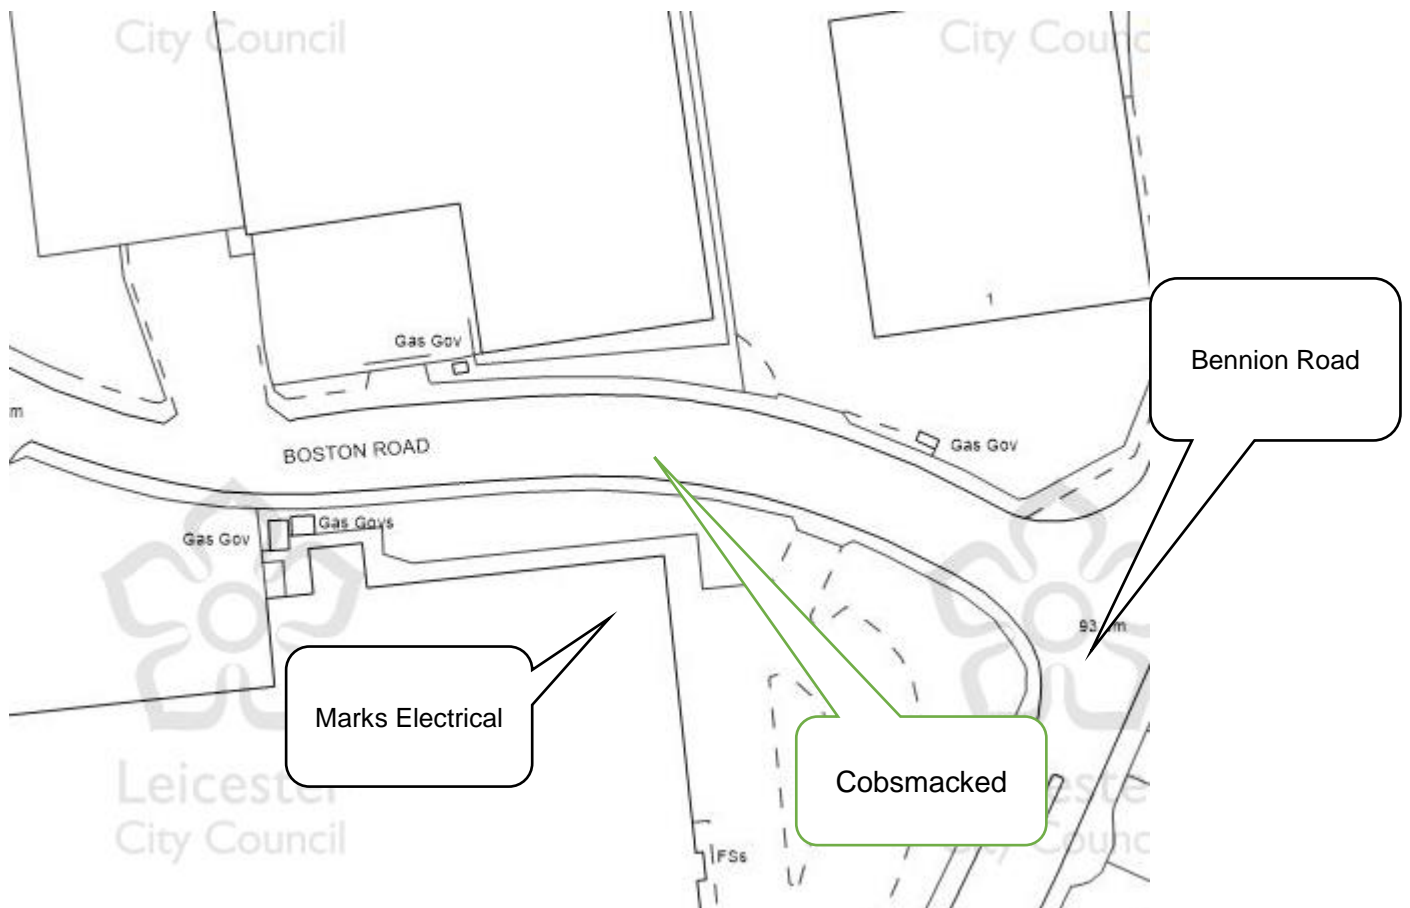 City Council
City Counc
1
Gas Gov
Bennion Road
m
BOSTON ROAD
Gas Gov
Gas Gov
Gas Govs
Marks Electrical
Cobsmacked
Leicester
City Council
Counc
FSs